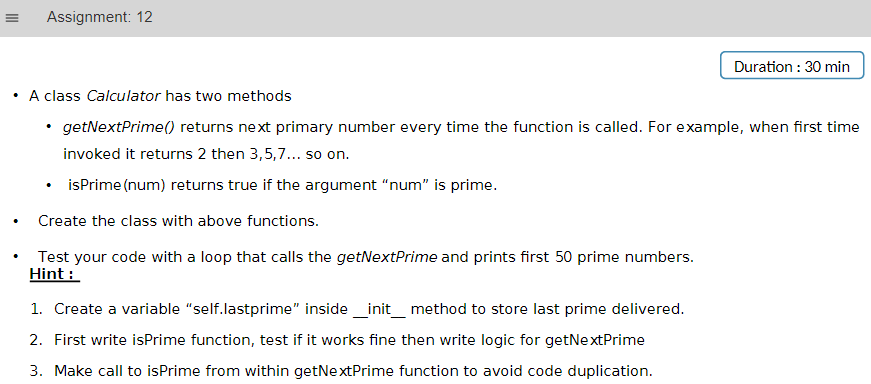 Assignment: 12
Duration : 30 min
• A class Calculator has two methods
• getNextPrime() returns next primary number every time the function is called. For example, when first time
invoked it returns 2 then 3,5,7... so on.
• isPrime(num) returns true if the argument “num” is prime.
• Create the class with above functions.
• Test your code with a loop that calls the getNextPrime and prints first 50 prime numbers.
Hint :
1. Create a variable “self.lastprime” inside __init__ method to store last prime delivered.
2. First write isPrime function, test if it works fine then write logic for getNextPrime
3. Make call to isPrime from within getNextPrime function to avoid code duplication.